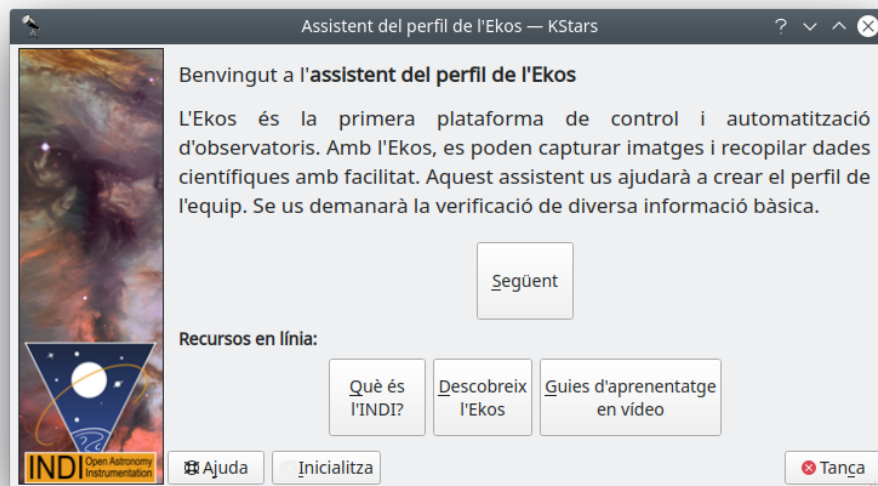 Assistent del perfil de l'Ekos — KStars
Benvingut a l'assistent del perfil de l'Ekos
L'Ekos és la primera plataforma de control i automatització
d'observatoris. Amb l'Ekos, es poden capturar imatges i recopilar dades
científiques amb facilitat. Aquest assistent us ajudarà a crear el perfil de
l'equip. Se us demanarà la verificació de diversa informació bàsica.
Següent
Recursos en línia:
Què és
l'INDI?
Descobreix
l'Ekos
Guies d'aprenentatge
en vídeo
INDI
Open Astronomy
Instrumentation
Ajuda
Inicialitza
Tanca